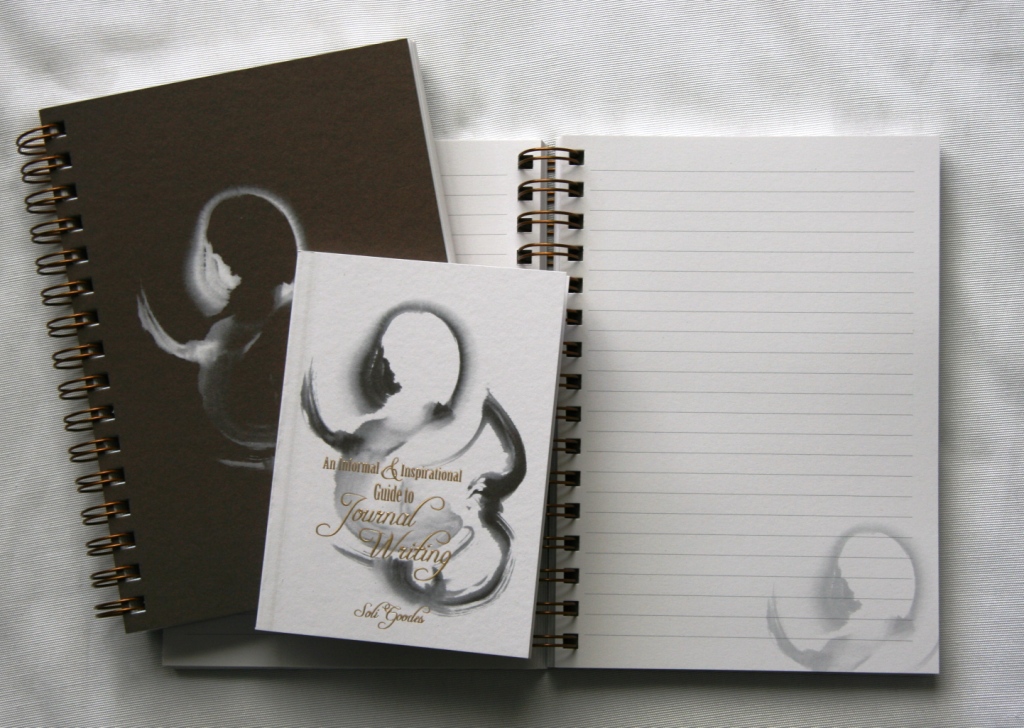 An Informal & Inspirational
Guide to
Journal
Writing
Soli Goodes